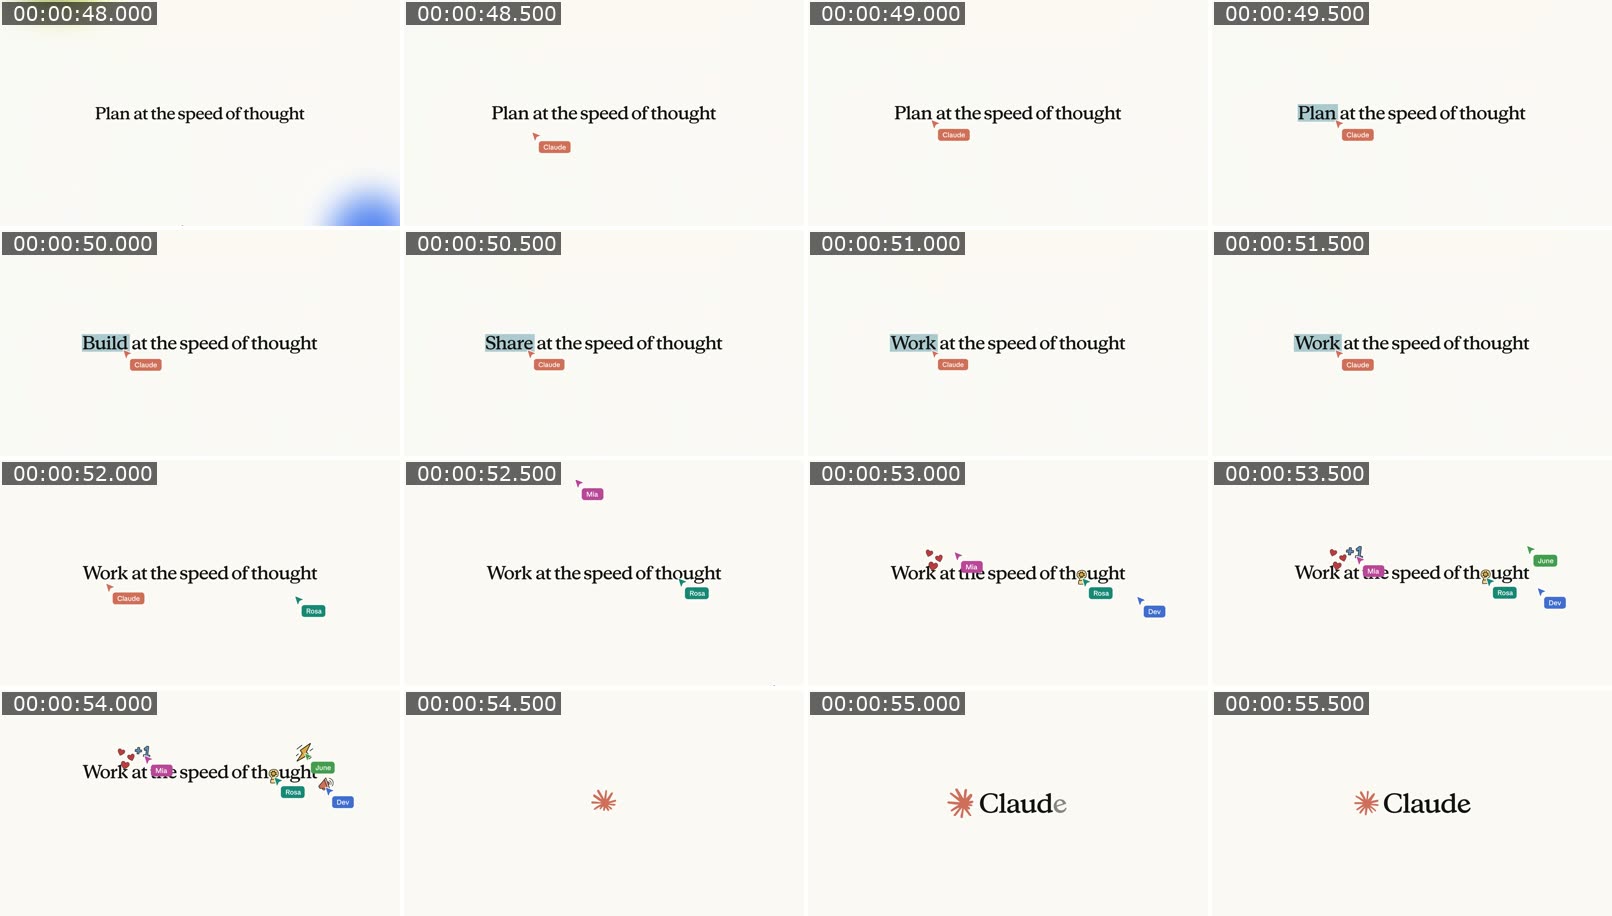 00:00:48.000
00:00:48.500
00:00:49.000
00:00:49.500
Plan at the speed of thought
Plan at the speed of thought
Claude
Plan at the speed of thought
Claude
Plan at the speed of thought
Claude
00:00:50.000
00:00:50.500
00:00:51.000
00:00:51.500
Build at the speed of thought
Claude
Share at the speed of thought
Claude
Work at the speed of thought
Claude
Work at the speed of thought
Claude
00:00:52.000
00:00:52.500
00:00:53.000
00:00:53.500
Work at the speed of thought
Claude
Rosa
Mia
Work at the speed of thought
Rosa
Work at the speed of thought
Mia
Rosa
Dev
+1
June
Work at the speed of thought
Mia
Rosa
Dev
00:00:54.000
00:00:54.500
00:00:55.000
00:00:55.500
+1
Work at the speed of thought
Mia
June
Rosa
Dev
Claude
Claude